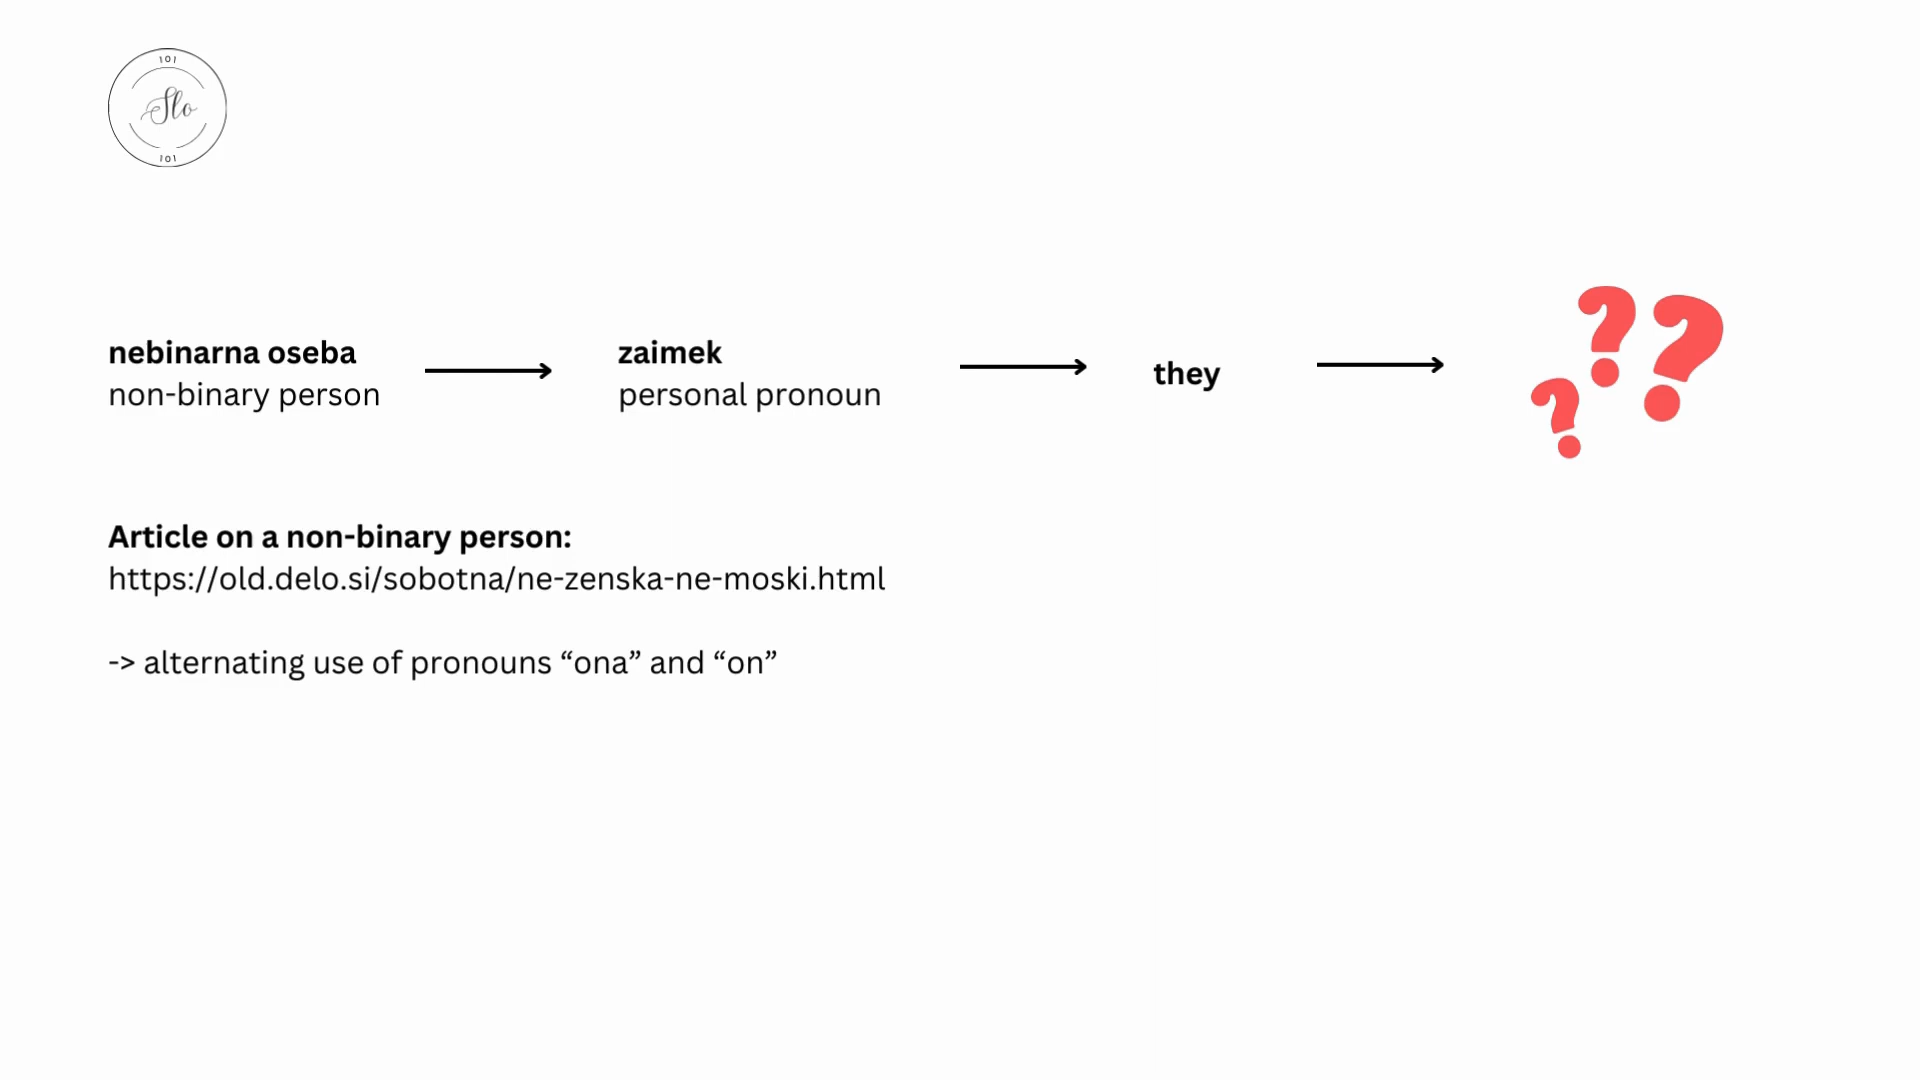 101
Slo
101
nebinarna oseba
non-binary person
zaimek
personal pronoun
they
???
Article on a non-binary person:
https://old.delo.si/sobotna/ne-zenska-ne-moski.html
-> alternating use of pronouns “ona” and “on”